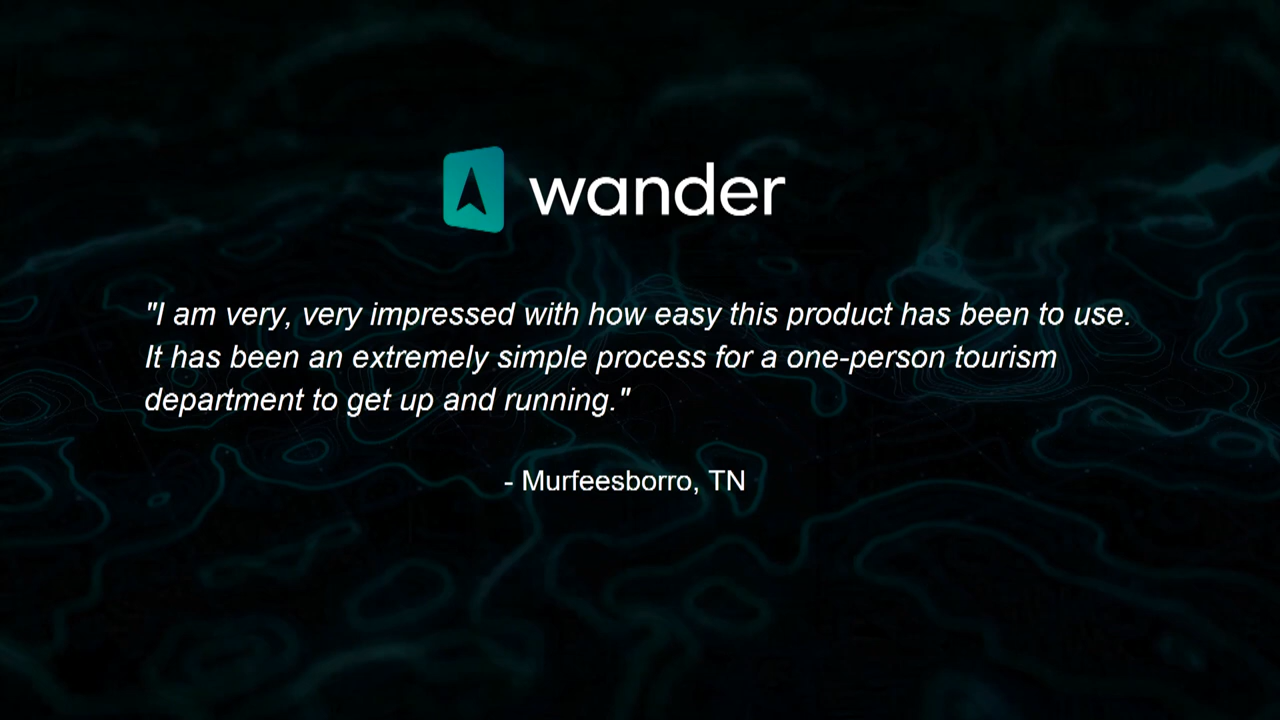 wander
"I am very, very impressed with how easy this product has been to use.
It has been an extremely simple process for a one-person tourism
department to get up and running."
- Murfeesborro, TN